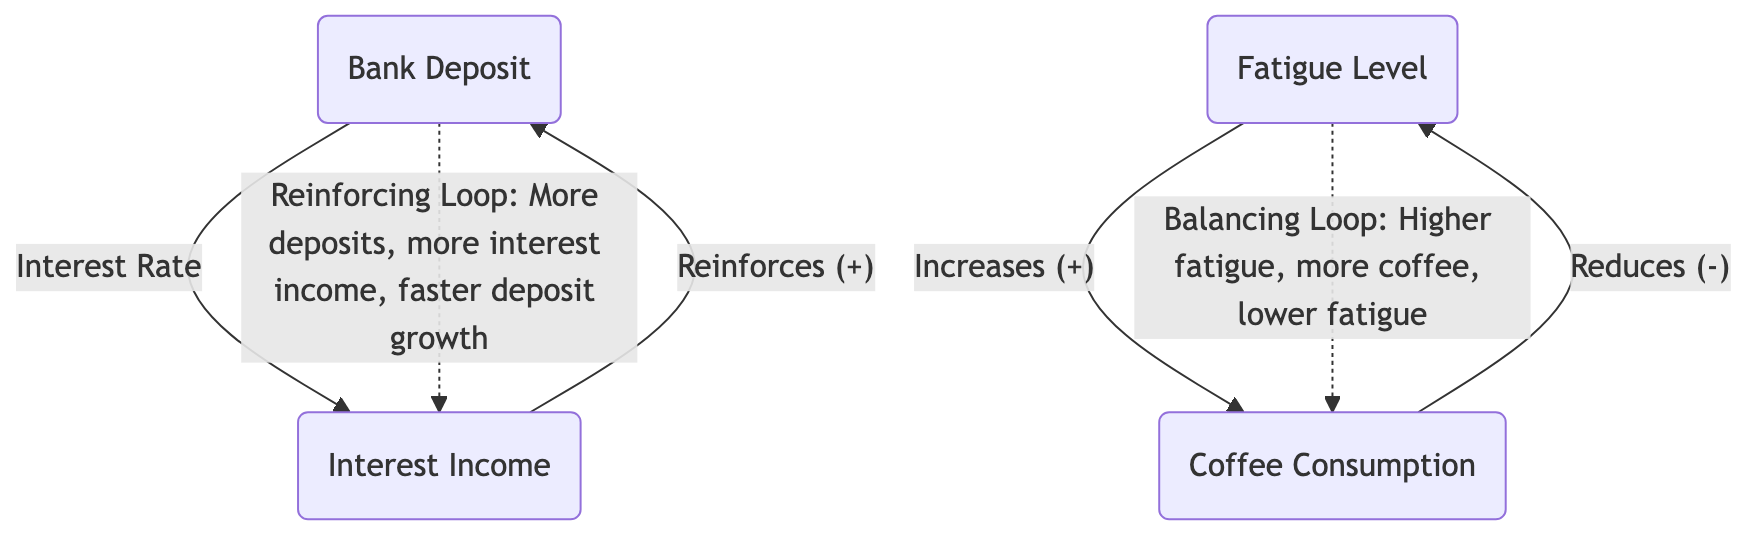 Bank Deposit
Interest Rate
Reinforcing Loop: More
deposits, more interest
income, faster deposit
growth
Reinforces (+)
Interest Income
Fatigue Level
Increases (+)
Balancing Loop: Higher
fatigue, more coffee,
lower fatigue
Reduces (-)
Coffee Consumption